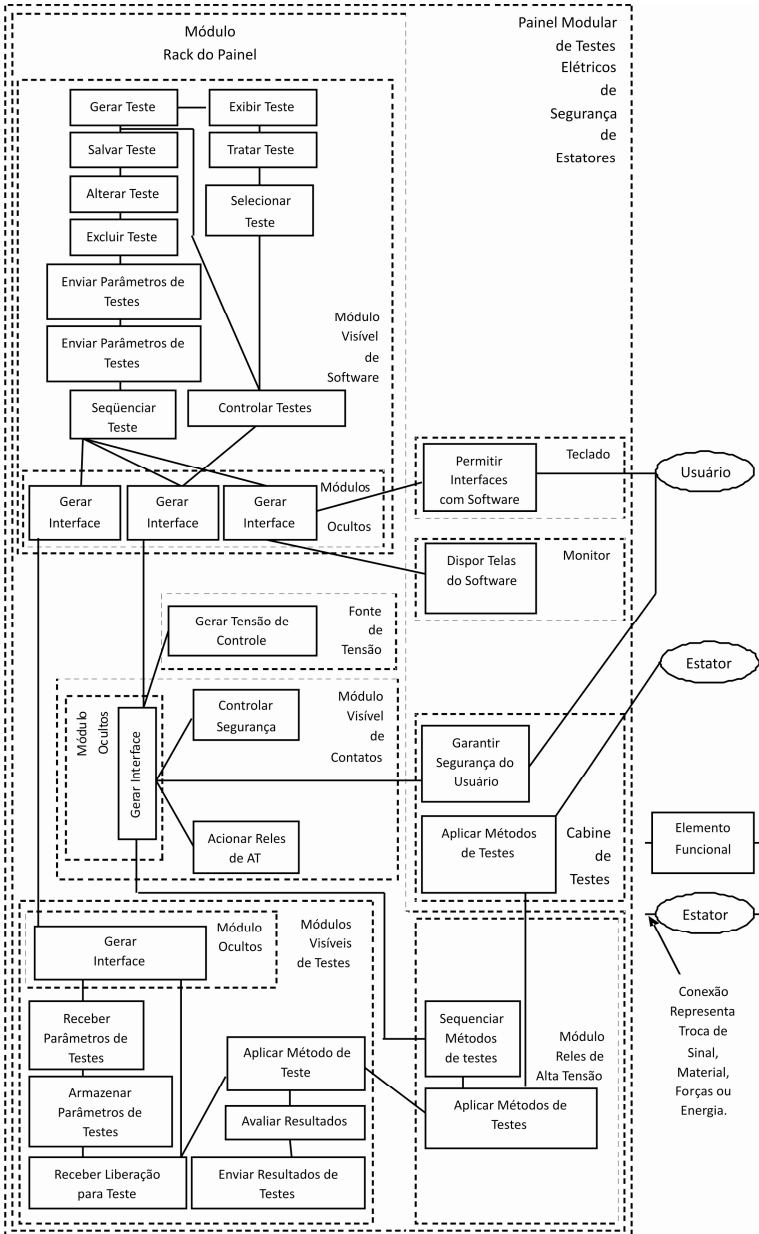 Módulo
Rack do Painel
Painel Modular
de Testes
Elétricos
de
Segurança
de
Estatores
Gerar Teste
Exibir Teste
Salvar Teste
Tratar Teste
Alterar Teste
Selecionar
Teste
Excluir Teste
Enviar Parâmetros de
Testes
Enviar Parâmetros de
Testes
Módulo
Visível
de
Software
Seqüenciar
Teste
Controlar Testes
Módulos
Ocultos
Gerar
Interface
Gerar
Interface
Gerar
Interface
Permitir
Interfaces
com Software
Teclado
Usuário
Dispor Telas
do Software
Monitor
Gerar Tensão de
Controle
Fonte
de
Tensão
Estator
Módulo
Ocultos
Gerar Interface
Controlar
Segurança
Módulo
Visível
de
Contatos
Acionar Reles
de AT
Garantir
Segurança do
Usuário
Aplicar Métodos
de Testes
Cabine
de
Testes
Elemento
Funcional
Estator
Conexão
Representa
Troca de
Sinal,
Material,
Forças ou
Energia.
Gerar
Interface
Módulo
Ocultos
Módulos
Visíveis
de Testes
Receber
Parâmetros de
Testes
Armazenar
Parâmetros de
Testes
Receber Liberação
para Teste
Aplicar Método de
Teste
Avaliar Resultados
Enviar Resultados de
Testes
Sequenciar
Métodos
de testes
Módulo
Reles de
Alta Tensão
Aplicar Métodos de
Testes